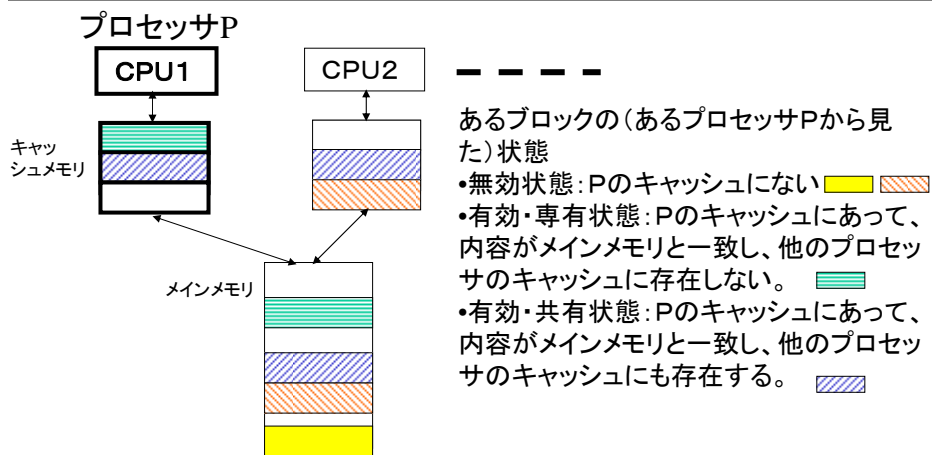 プロセッサP
CPU1
CPU2
キャッ
シュメモリ
メインメモリ
あるブロックの（あるプロセッサPから見
た）状態
•無効状態：Pのキャッシュにない
•有効・専有状態：Pのキャッシュにあって、
内容がメインメモリと一致し、他のプロセッ
サのキャッシュに存在しない。
•有効・共有状態：Pのキャッシュにあって、
内容がメインメモリと一致し、他のプロセッ
サのキャッシュにも存在する。